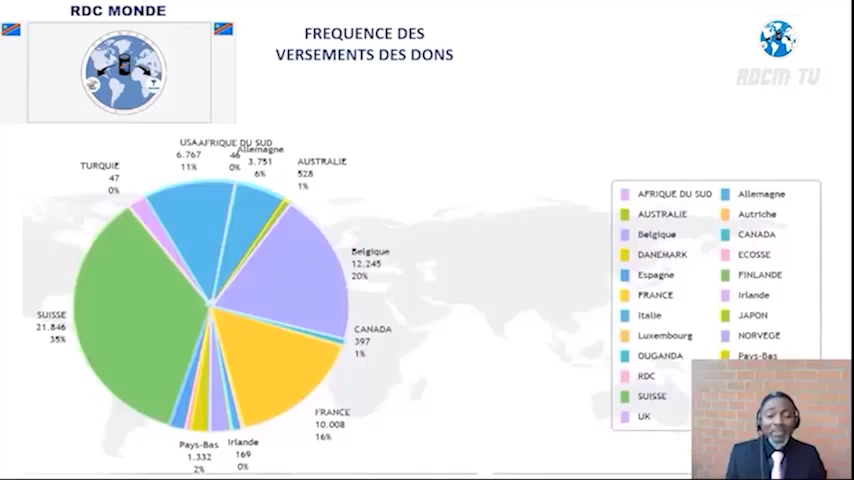 RDC MONDE
FREQUENCE DES
VERSEMENTS DES DONS
RDCM TV
USA
6.767
11%
AFRIQUE DU SUD
46
0%
Allemagne
3.751
6%
AUSTRALIE
528
1%
TURQUIE
47
0%
Belgique
12.245
20%
CANADA
397
1%
SUISSE
21.846
35%
FRANCE
10.008
16%
Irlande
169
0%
Pays-Bas
1.332
2%
AFRIQUE DU SUD
Allemagne
AUSTRALIE
Autriche
Belgique
CANADA
DANEMARK
ECOSSE
Espagne
FINLANDE
FRANCE
Irlande
Italie
JAPON
Luxembourg
NORVEGE
OUGANDA
Pays-Bas
RDC
SUISSE
UK